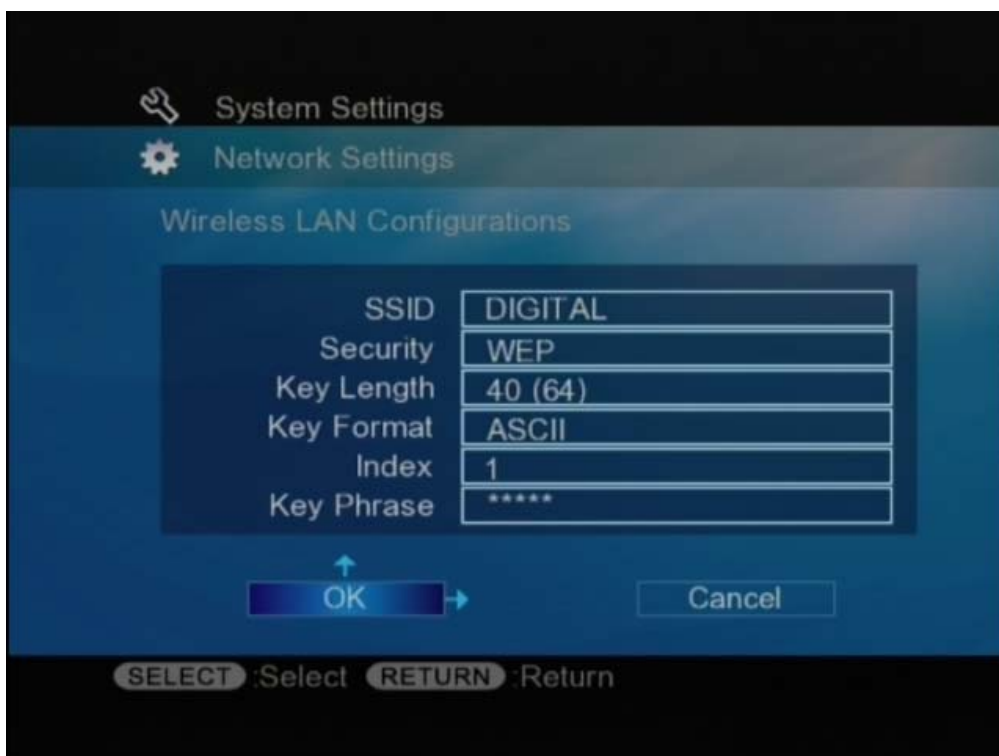 System Settings
Network Settings
Wireless LAN Configurations
SSID DIGITAL
Security WEP
Key Length 40 (64)
Key Format ASCII
Index 1
Key Phrase *****
OK Cancel
SELECT :Select RETURN :Return